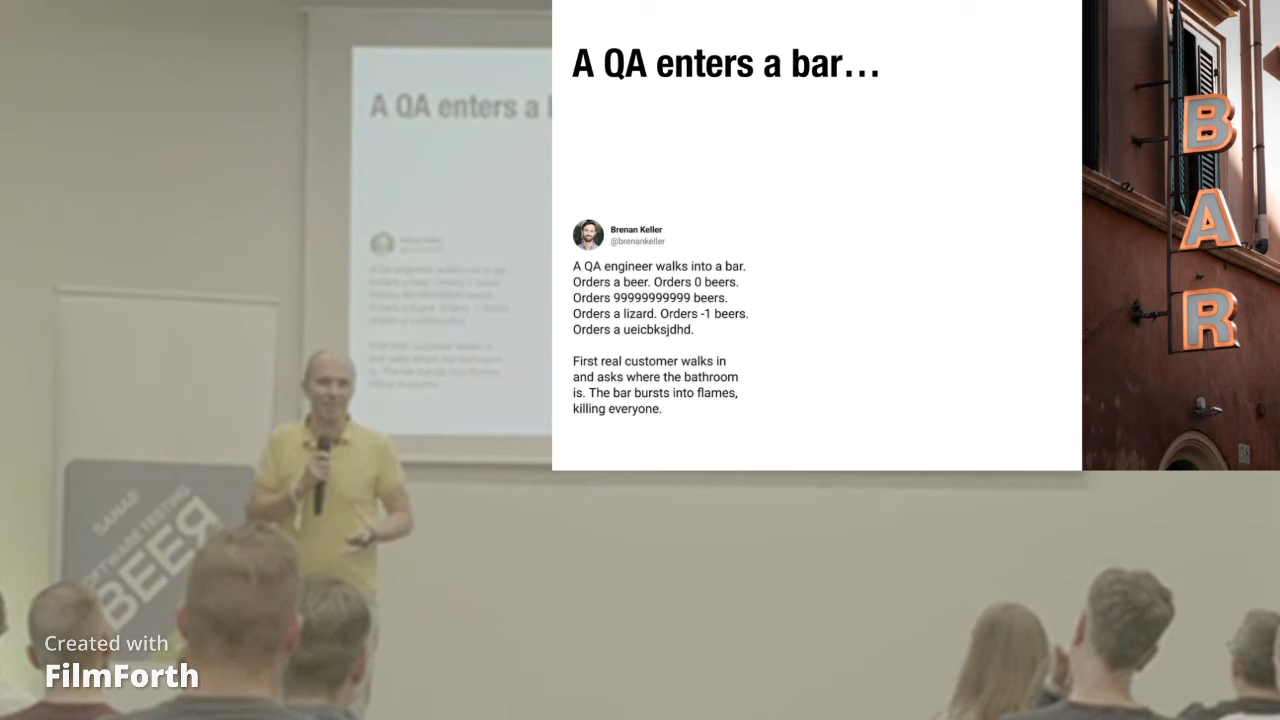 A QA enters a bar…
A QA enters a
Brenan Keller
@brenankeller
A QA engineer walks into a bar.
Orders a beer. Orders 0 beers.
Orders 99999999999 beers.
Orders a lizard. Orders -1 beers.
Orders a ueicbksjdhd.
First real customer walks in
and asks where the bathroom
is. The bar bursts into flames,
killing everyone.
BAR
SOFTWARE TESTING
BEER
Created with
FilmForth